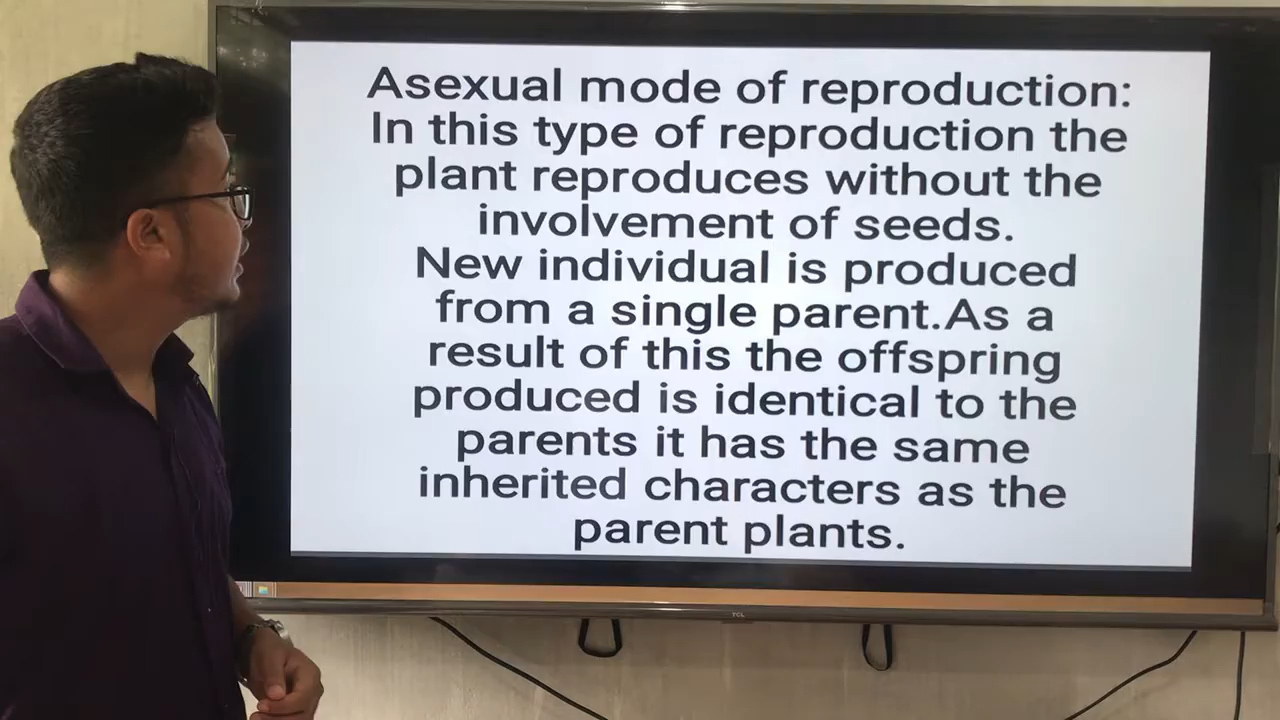 Asexual mode of reproduction:
In this type of reproduction the
plant reproduces without the
involvement of seeds.
New individual is produced
from a single parent.As a
result of this the offspring
produced is identical to the
parents it has the same
inherited characters as the
parent plants.
TCL